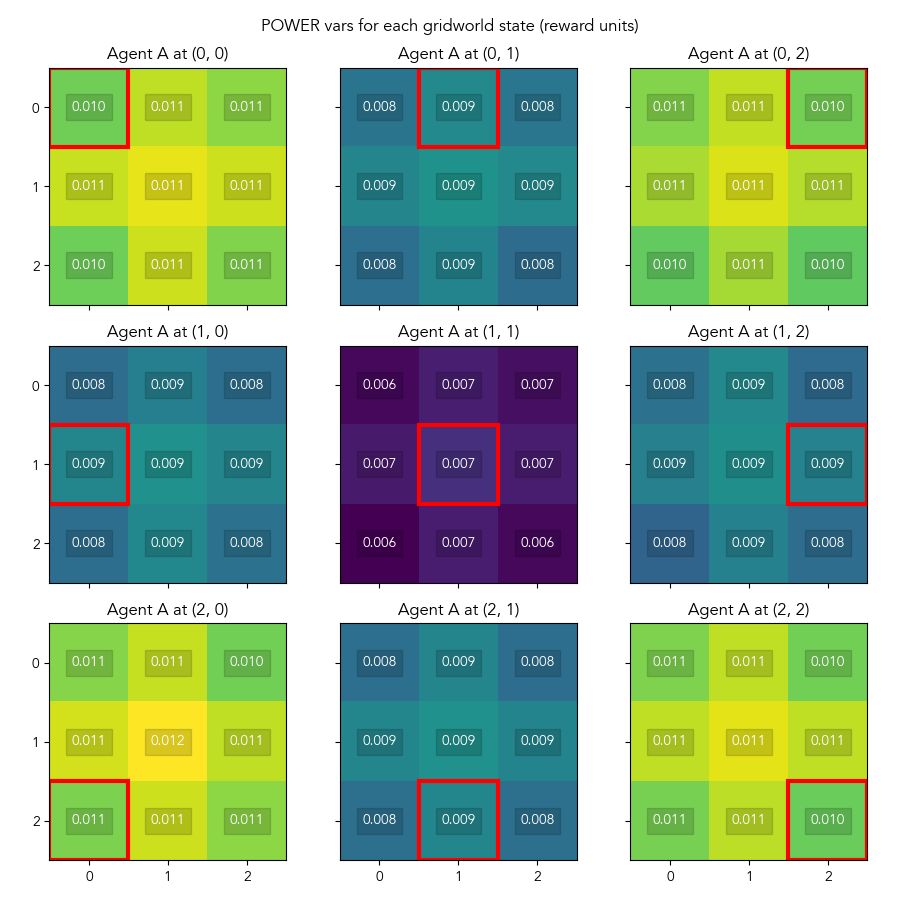 POWER vars for each gridworld state (reward units)
Agent A at (0, 0) Agent A at (0, 1) Agent A at (0, 2)
0 0.010 0.011 0.011 0.008 0.009 0.008 0.011 0.011 0.010
1 0.011 0.011 0.011 0.009 0.009 0.009 0.011 0.011 0.011
2 0.010 0.011 0.011 0.008 0.009 0.008 0.010 0.011 0.010
Agent A at (1, 0) Agent A at (1, 1) Agent A at (1, 2)
0 0.008 0.009 0.008 0.006 0.007 0.007 0.008 0.009 0.008
1 0.009 0.009 0.009 0.007 0.007 0.007 0.009 0.009 0.009
2 0.008 0.009 0.008 0.006 0.007 0.006 0.008 0.009 0.008
Agent A at (2, 0) Agent A at (2, 1) Agent A at (2, 2)
0 0.011 0.011 0.010 0.008 0.009 0.008 0.011 0.011 0.010
1 0.011 0.012 0.011 0.009 0.009 0.009 0.011 0.011 0.011
2 0.011 0.011 0.011 0.008 0.009 0.008 0.011 0.011 0.010
0 1 2 0 1 2 0 1 2